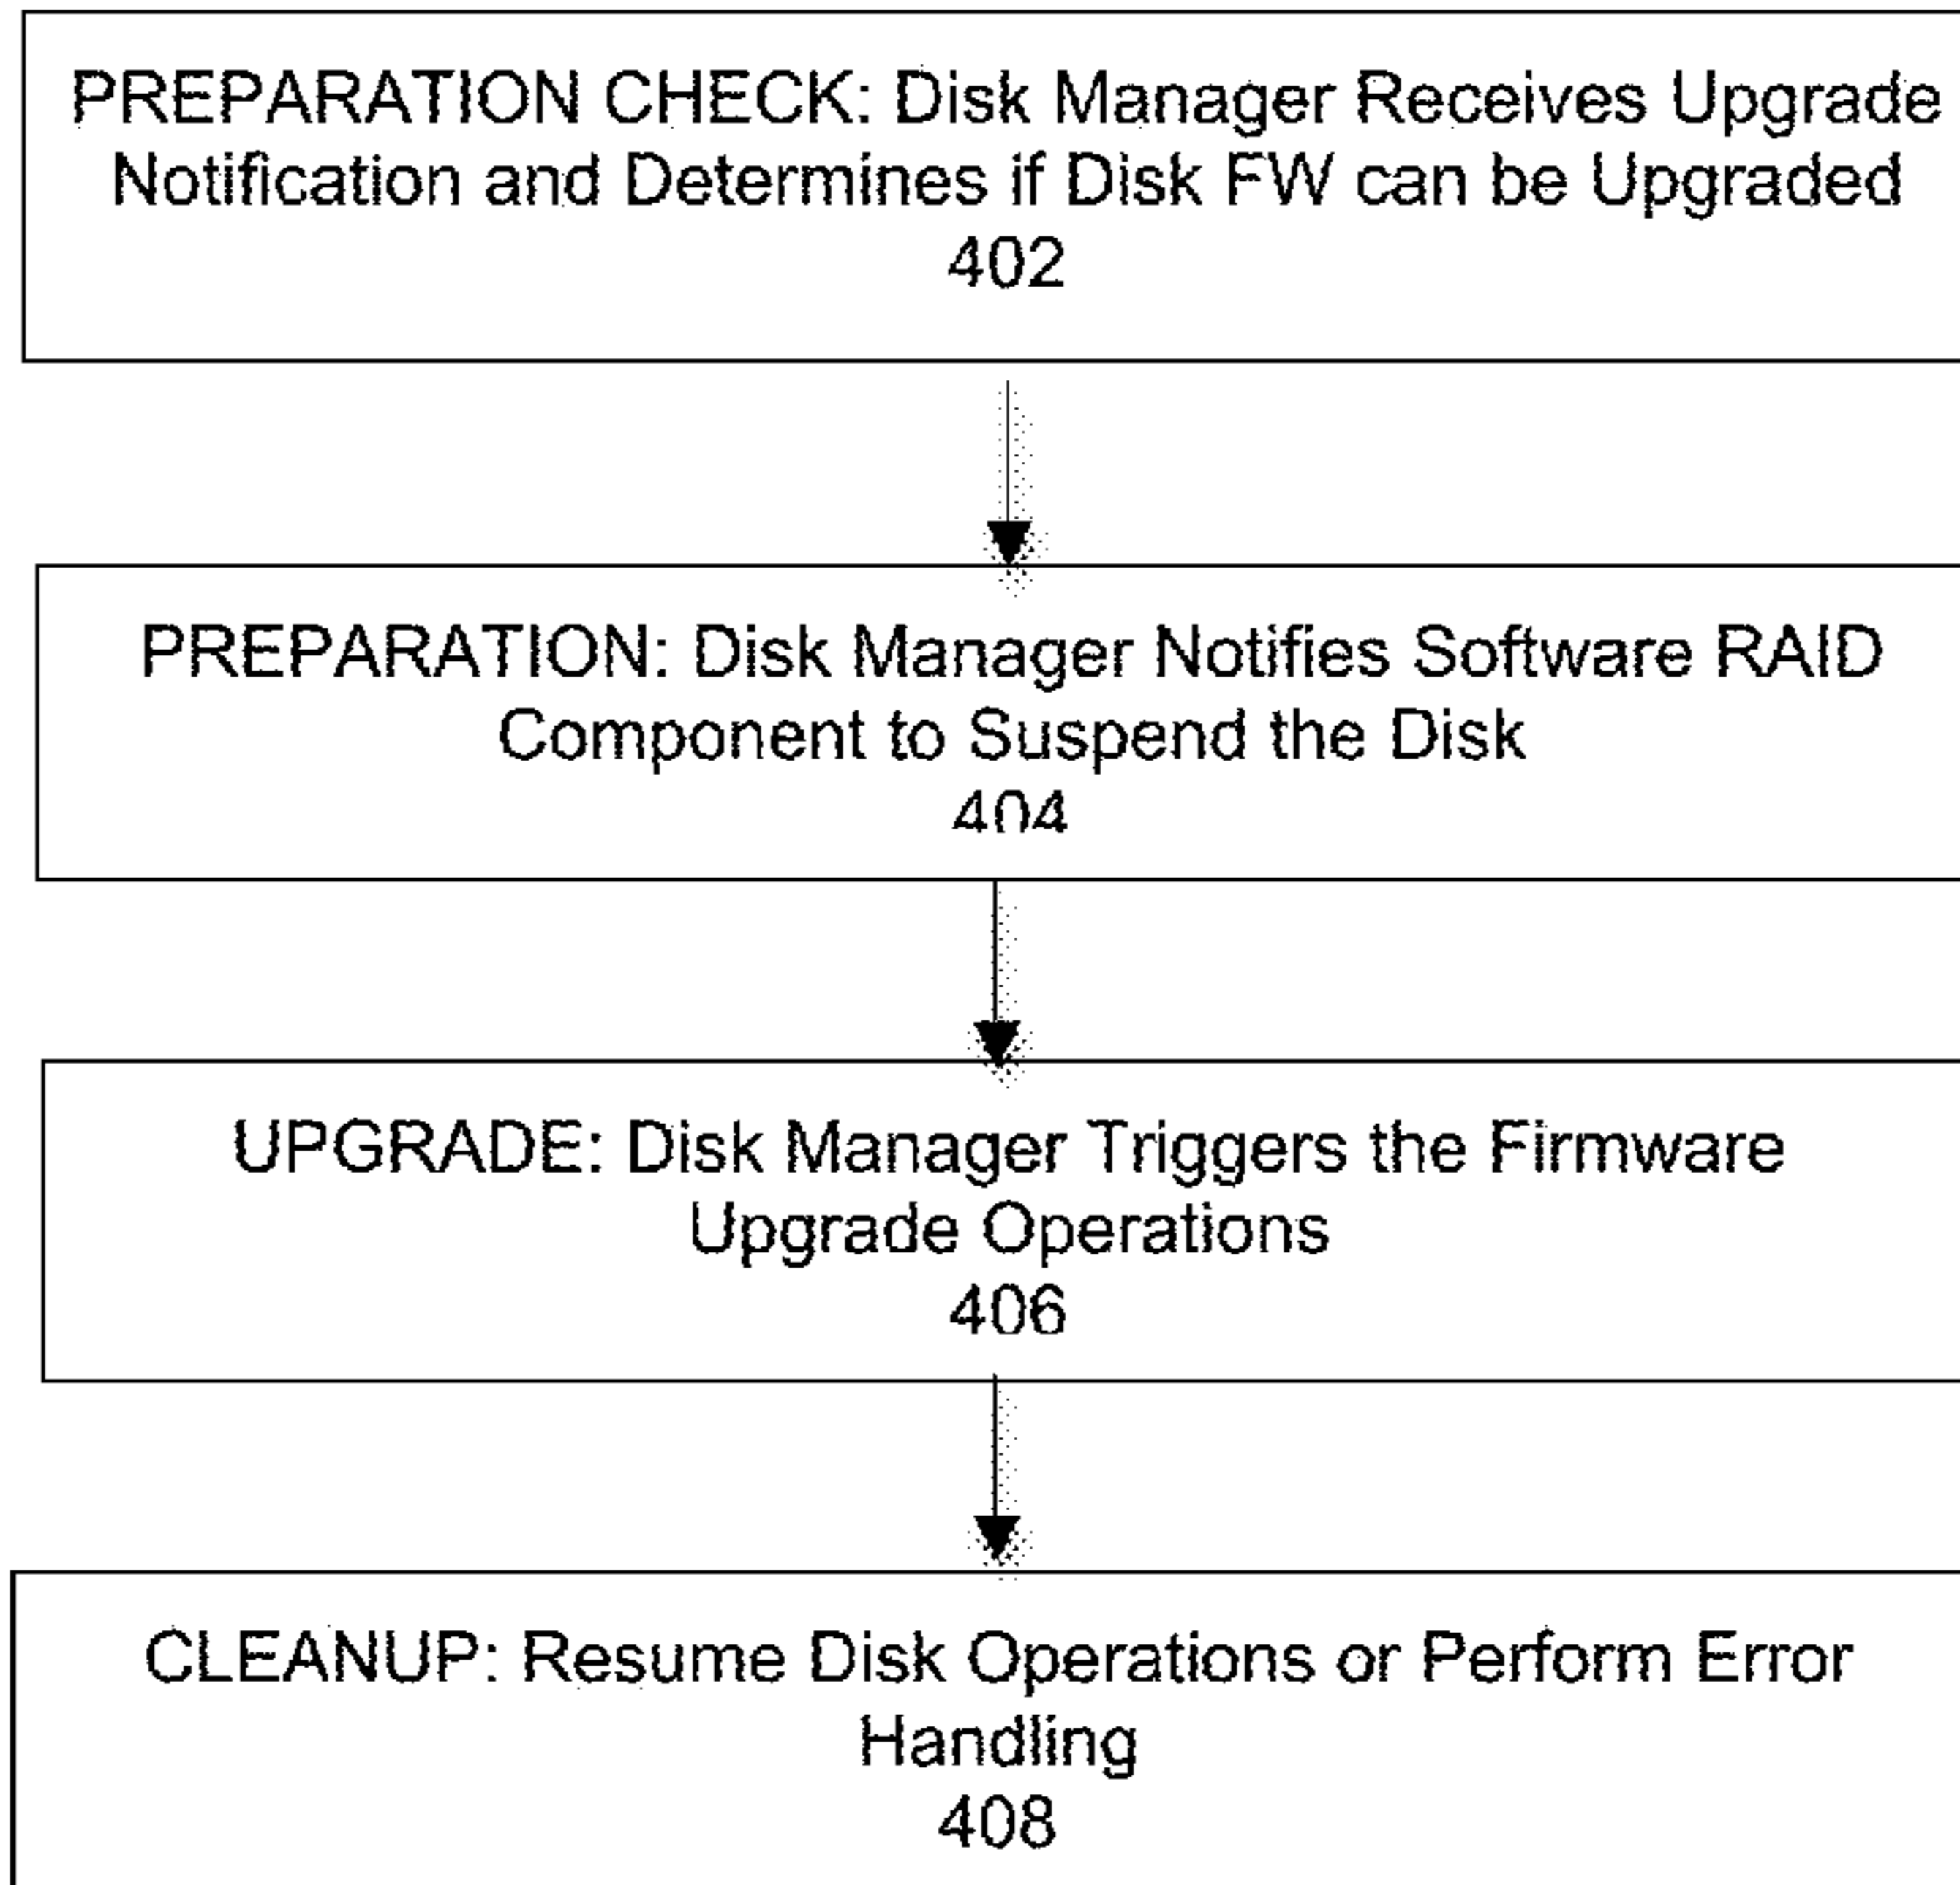 PREPARATION CHECK: Disk Manager Receives Upgrade
Notification and Determines if Disk FW can be Upgraded
402
PREPARATION: Disk Manager Notifies Software RAID
Component to Suspend the Disk
404
UPGRADE: Disk Manager Triggers the Firmware
Upgrade Operations
406
CLEANUP: Resume Disk Operations or Perform Error
Handling
408